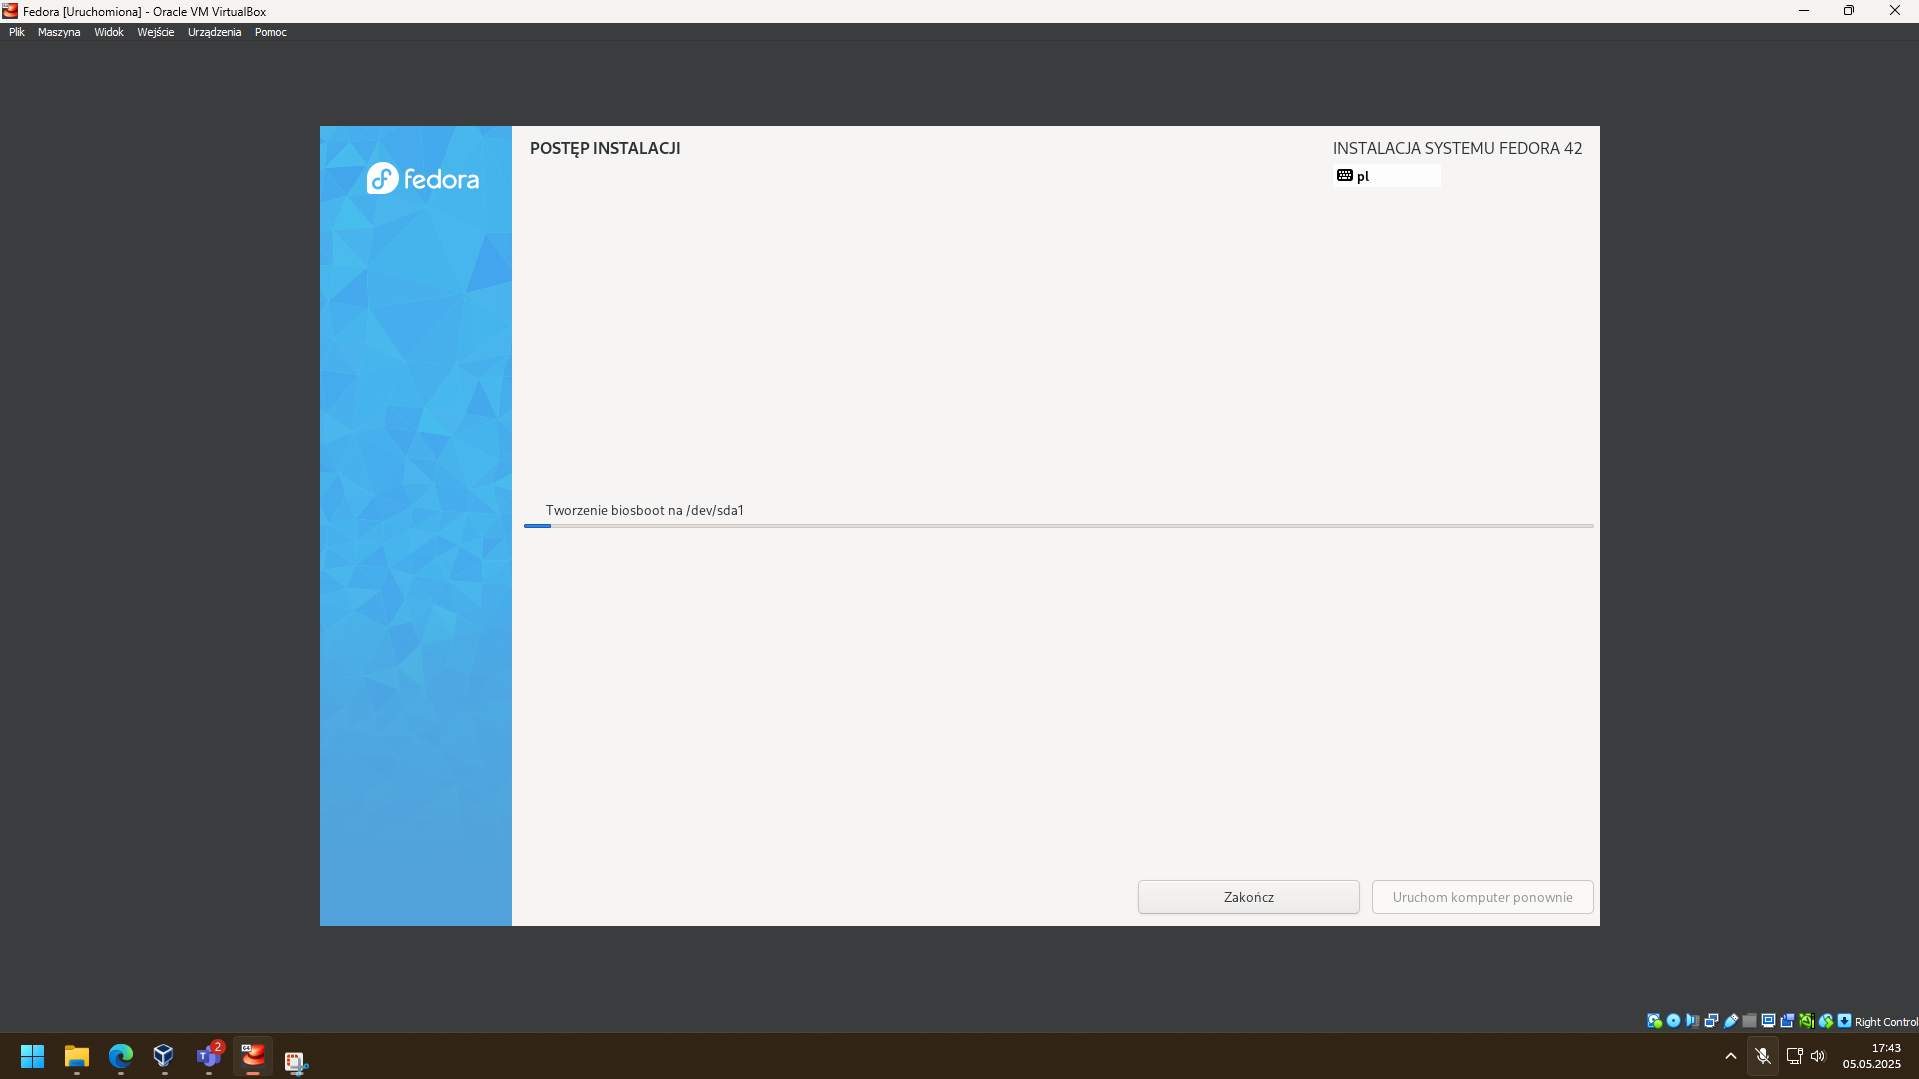 Fedora [Uruchomiona] - Oracle VM VirtualBox
Plik Maszyna Widok Wejście Urządzenia Pomoc
fedora
POSTĘP INSTALACJI
INSTALACJA SYSTEMU FEDORA 42
pl
Tworzenie biosboot na /dev/sda1
Zakończ
Uruchom komputer ponownie
Right Control
2
64
17:43
05.05.2025